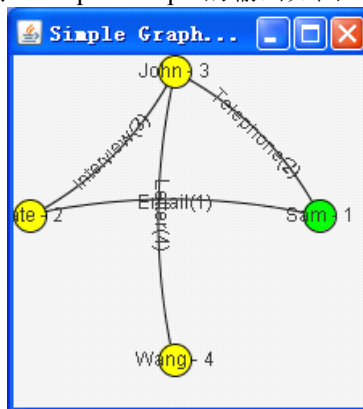 Simple Graph...
John - 3
Telephone(2)
Interview(3)
ate - 2
Email(1)
Sam - 1
Letter(4)
Wang - 4